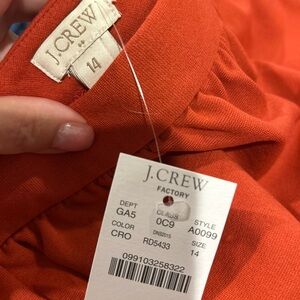 J.CREW
14
J.CREW
FACTORY
DEPT CLASS STYLE
GA5 0C9 A0099
COLOR SIZE
CRO RD5433 14
099103258322